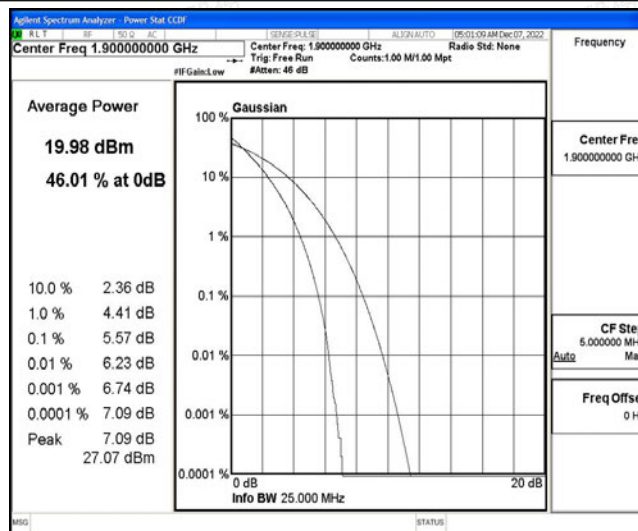 Agilent Spectrum Analyzer - Power Stat CCDF
RLT RF 50 Ω AC SENSE:PULSE ALIGN AUTO 05:01:09 AM Dec 07, 2022
Center Freq 1.900000000 GHz
Center Freq: 1.900000000 GHz Radio Std: None
Trig: Free Run Counts:1.00 M/1.00 Mpt
#IFGain:Low #Atten: 46 dB
Frequency
Average Power
19.98 dBm
46.01 % at 0dB
10.0 % 2.36 dB
1.0 % 4.41 dB
0.1 % 5.57 dB
0.01 % 6.23 dB
0.001 % 6.74 dB
0.0001 % 7.09 dB
Peak 7.09 dB
27.07 dBm
Gaussian
100 %
10 %
1 %
0.1 %
0.01 %
0.001 %
0.0001 %
0 dB 20 dB
Info BW 25.000 MHz
Center Fre
1.900000000 GH
CF Ste
5.000000 MH
Auto Ma
Freq Offse
0 H
MSG STATUS